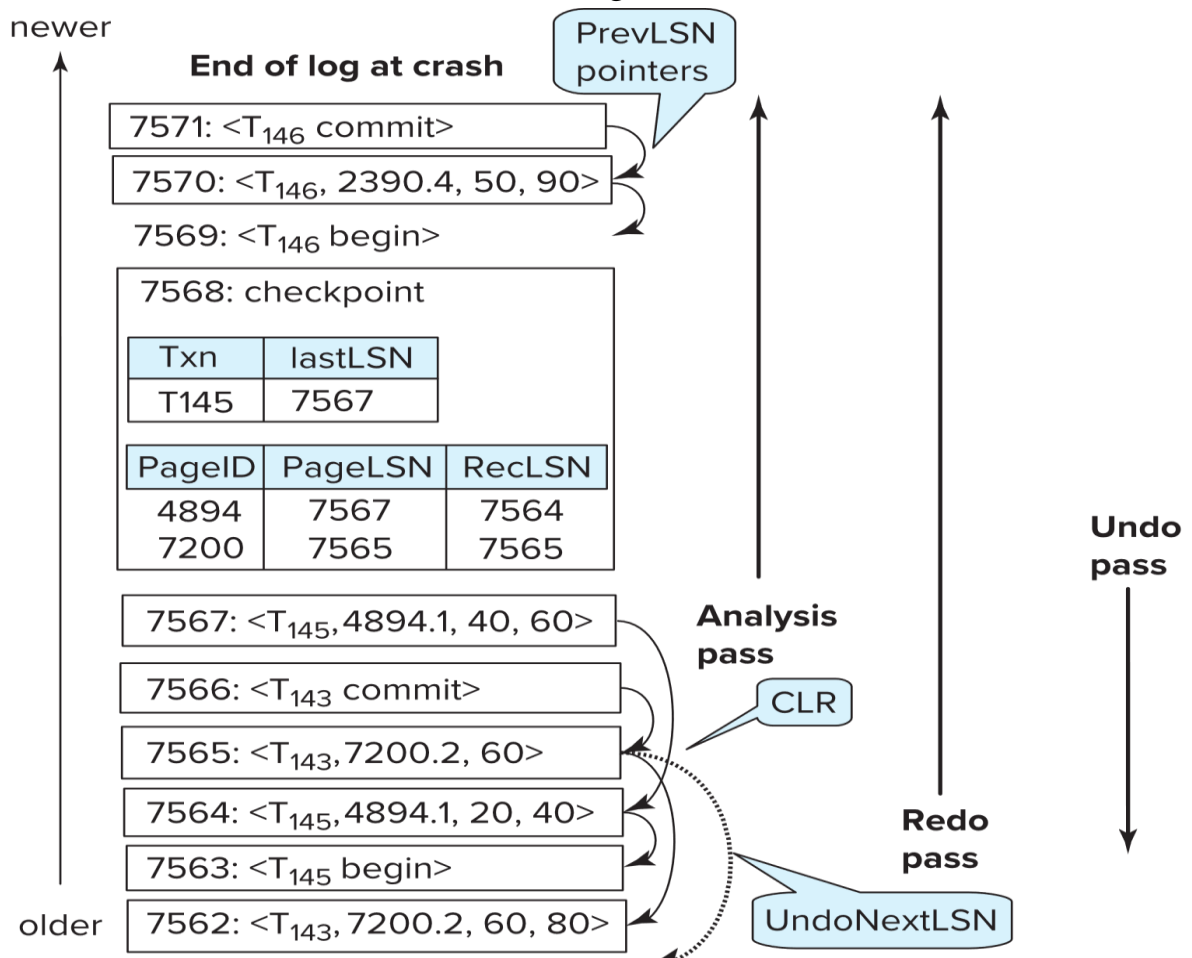 newer
PrevLSN
pointers
End of log at crash
7571: <T146 commit>
7570: <T146, 2390.4, 50, 90>
7569: <T146 begin>
7568: checkpoint
Txn lastLSN
T145 7567
PageID PageLSN RecLSN
4894 7567 7564
7200 7565 7565
Undo
pass
7567: <T145,4894.1, 40, 60>
Analysis
pass
7566: <T143 commit>
CLR
7565: <T143,7200.2, 60>
7564: <T145,4894.1, 20, 40>
Redo
pass
7563: <T145 begin>
older
7562: <T143,7200.2, 60, 80>
UndoNextLSN